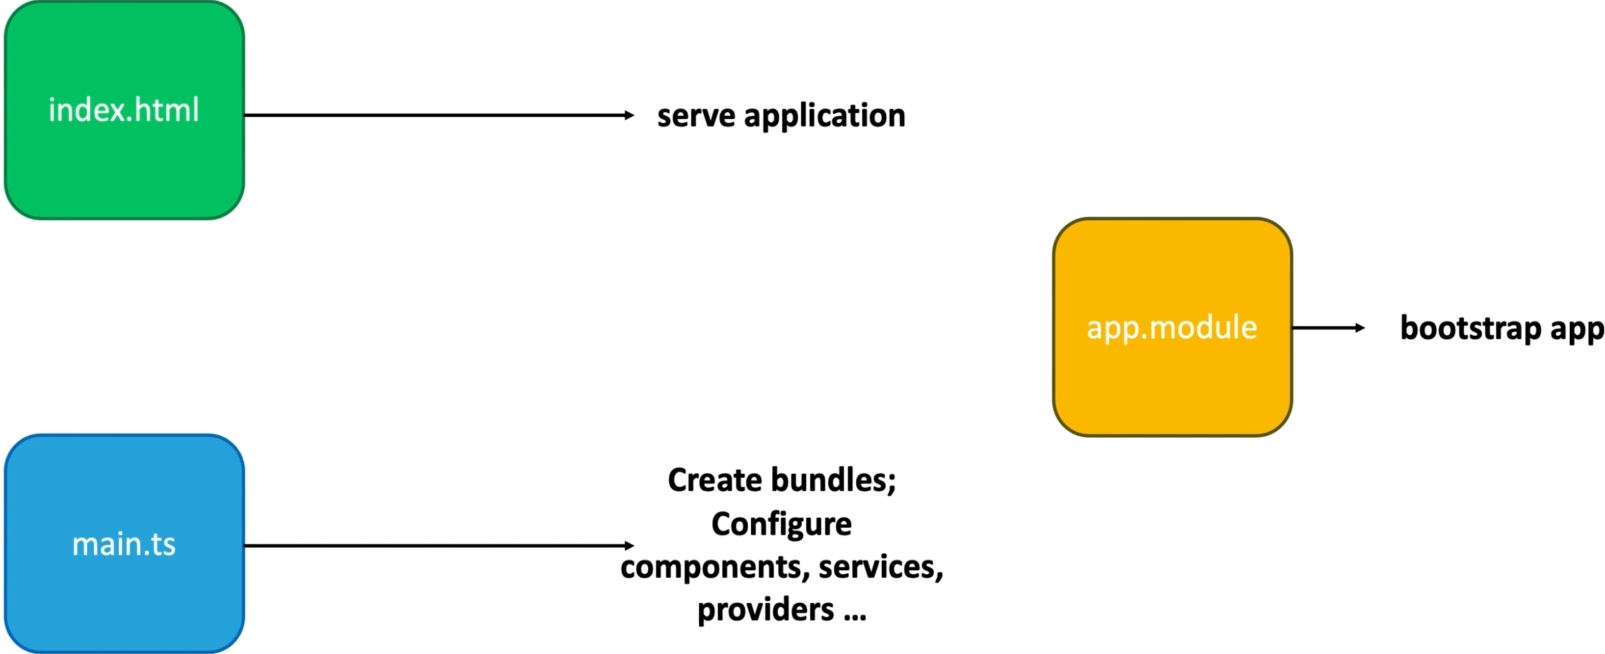 index.html
serve application
app.module
bootstrap app
main.ts
Create bundles;
Configure
components, services,
providers ...